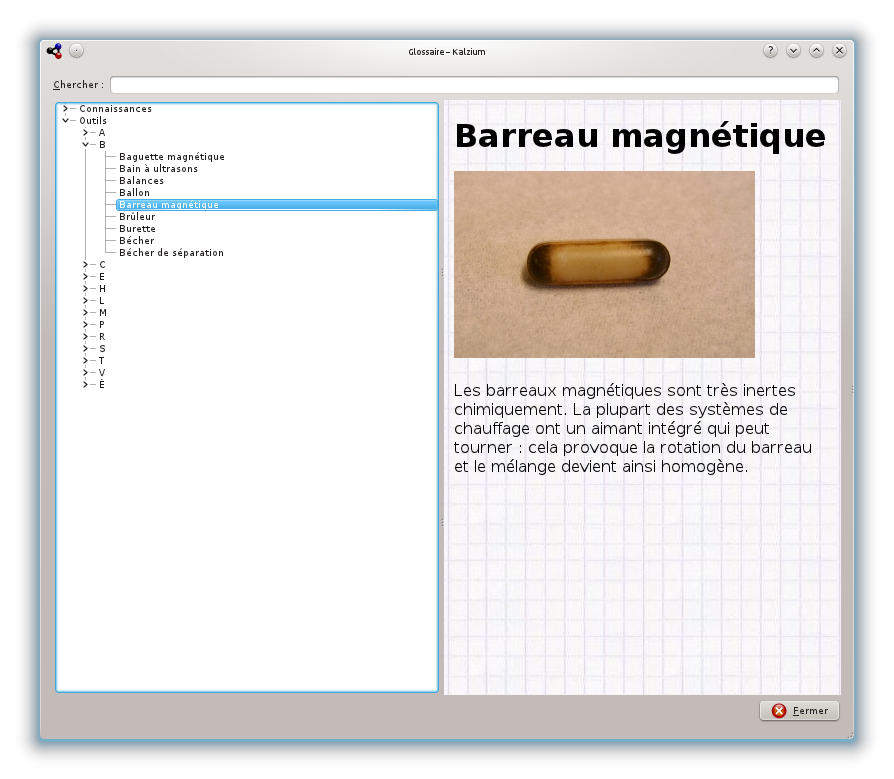 Glossaire – Kalzium
Chercher :
Connaissances
Outils
A
B
Baguette magnétique
Bain à ultrasons
Balances
Ballon
Barreau magnétique
Brûleur
Burette
Bécher
Bécher de séparation
C
E
H
L
M
P
R
S
T
V
É
Barreau magnétique
Les barreaux magnétiques sont très inertes
chimiquement. La plupart des systèmes de
chauffage ont un aimant intégré qui peut
tourner : cela provoque la rotation du barreau
et le mélange devient ainsi homogène.
Fermer